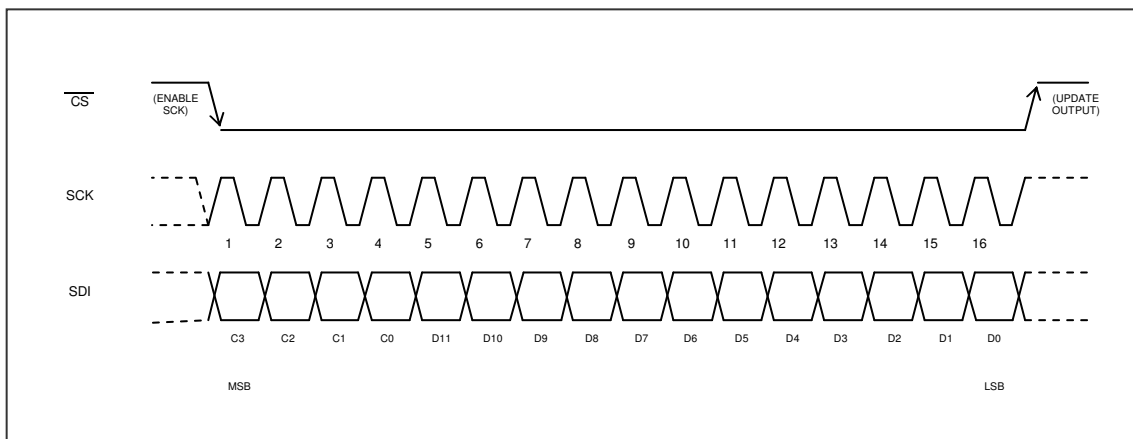 CS
(ENABLE
SCK)
(UPDATE
OUTPUT)
SCK
1 2 3 4 5 6 7 8 9 10 11 12 13 14 15 16
SDI
C3 C2 C1 C0 D11 D10 D9 D8 D7 D6 D5 D4 D3 D2 D1 D0
MSB LSB